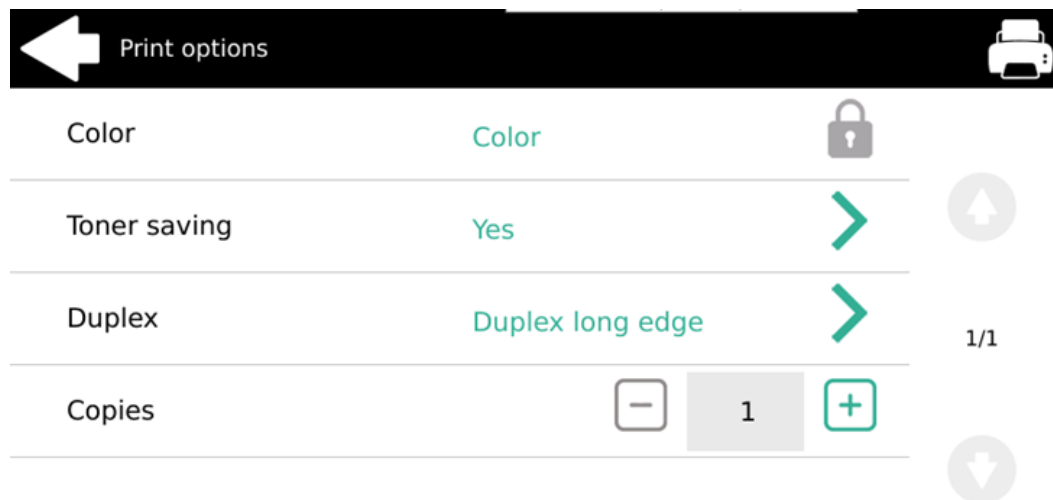 Print options
Color Color
Toner saving Yes
Duplex Duplex long edge
1/1
Copies 1